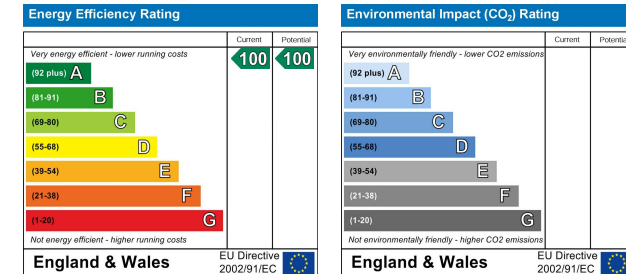 Energy Efficiency Rating
Current Potential
Very energy efficient - lower running costs
(92 plus) A
100 100
(81-91) B
(69-80) C
(55-68) D
(39-54) E
(21-38) F
(1-20) G
Not energy efficient - higher running costs
England & Wales
EU Directive
2002/91/EC
Environmental Impact (CO₂) Rating
Current Potentia
Very environmentally friendly - lower CO2 emissions
(92 plus) A
(81-91) B
(69-80) C
(55-68) D
(39-54) E
(21-38) F
(1-20) G
Not environmentally friendly - higher CO2 emissions
England & Wales
EU Directive
2002/91/EC